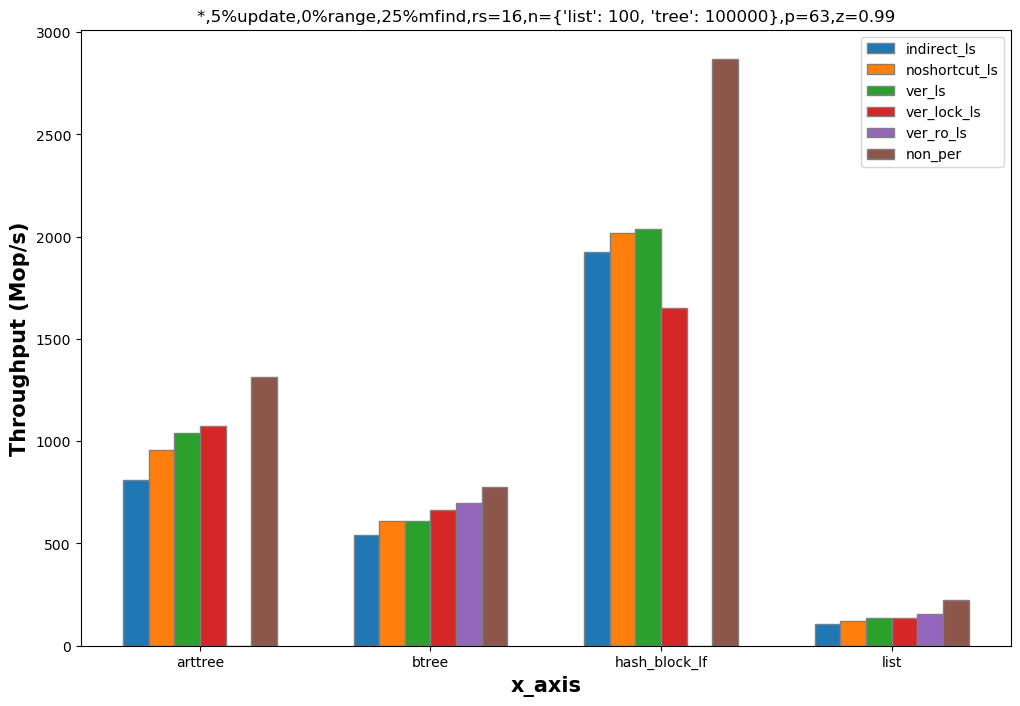 *,5%update,0%range,25%mfind,rs=16,n={'list': 100, 'tree': 100000},p=63,z=0.99
3000
2500
2000
1500
1000
500
0
Throughput (Mop/s)
indirect_ls
noshortcut_ls
ver_ls
ver_lock_ls
ver_ro_ls
non_per
arttree
btree
hash_block_lf
list
x_axis